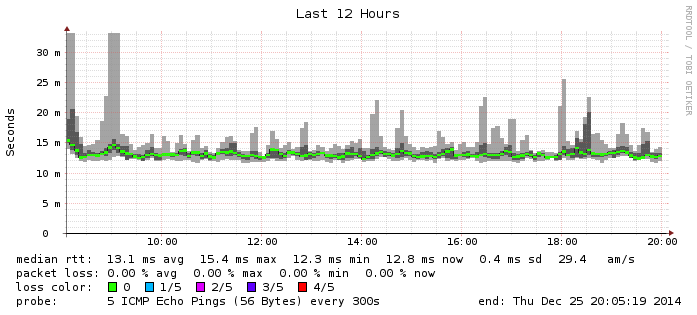 Last 12 Hours
RRDTOOL / TOBI OETIKER
Seconds
30 m
25 m
20 m
15 m
10 m
5 m
0
10:00 12:00 14:00 16:00 18:00 20:00
median rtt: 13.1 ms avg 15.4 ms max 12.3 ms min 12.8 ms now 0.4 ms sd 29.4 am/s
packet loss: 0.00 % avg 0.00 % max 0.00 % min 0.00 % now
loss color: 0 1/5 2/5 3/5 4/5
probe: 5 ICMP Echo Pings (56 Bytes) every 300s end: Thu Dec 25 20:05:19 2014